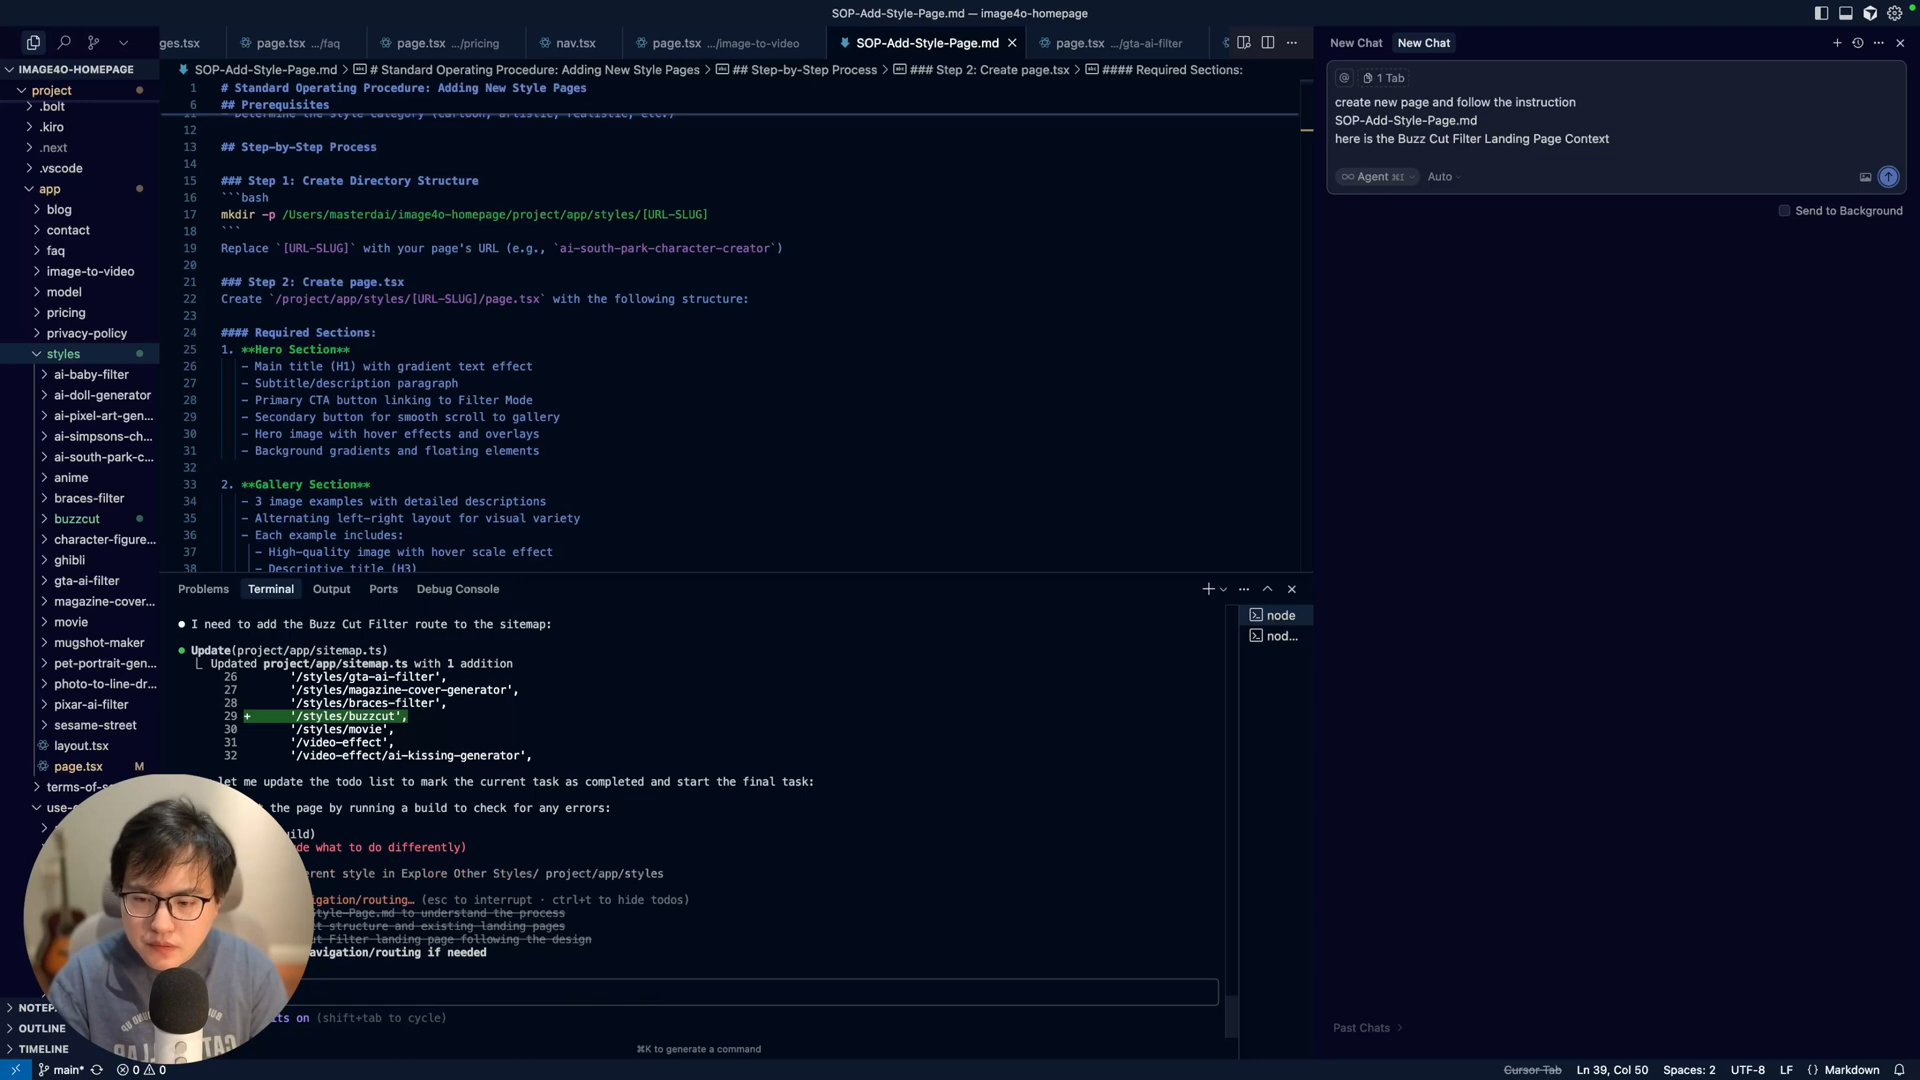 SOP-Add-Style-Page.md — image4o-homepage
ges.tsx
page.tsx .../faq
page.tsx .../pricing
nav.tsx
page.tsx .../image-to-video
SOP-Add-Style-Page.md
page.tsx .../gta-ai-filter
New Chat
New Chat
IMAGE4O-HOMEPAGE
project
.bolt
.kiro
.next
.vscode
app
blog
contact
faq
image-to-video
model
pricing
privacy-policy
styles
ai-baby-filter
ai-doll-generator
ai-pixel-art-gen...
ai-simpsons-ch...
ai-south-park-c...
anime
braces-filter
buzzcut
character-figure...
ghibli
gta-ai-filter
magazine-cover...
movie
mugshot-maker
pet-portrait-gen...
photo-to-line-dr...
pixar-ai-filter
sesame-street
layout.tsx
page.tsx M
terms-of-s
use-
NOTEP
OUTLINE
TIMELINE
SOP-Add-Style-Page.md > # Standard Operating Procedure: Adding New Style Pages > ## Step-by-Step Process > ### Step 2: Create page.tsx > #### Required Sections:
1 # Standard Operating Procedure: Adding New Style Pages
6 ## Prerequisites
- Determine the style category (cartoon, artistic, realistic, etc.)
12
13 ## Step-by-Step Process
14
15 ### Step 1: Create Directory Structure
16 ```bash
17 mkdir -p /Users/masterdai/image4o-homepage/project/app/styles/[URL-SLUG]
18 ```
19 Replace `[URL-SLUG]` with your page's URL (e.g., `ai-south-park-character-creator`)
20
21 ### Step 2: Create page.tsx
22 Create `/project/app/styles/[URL-SLUG]/page.tsx` with the following structure:
23
24 #### Required Sections:
25 1. **Hero Section**
26 - Main title (H1) with gradient text effect
27 - Subtitle/description paragraph
28 - Primary CTA button linking to Filter Mode
29 - Secondary button for smooth scroll to gallery
30 - Hero image with hover effects and overlays
31 - Background gradients and floating elements
32
33 2. **Gallery Section**
34 - 3 image examples with detailed descriptions
35 - Alternating left-right layout for visual variety
36 - Each example includes:
37 - High-quality image with hover scale effect
38 - Descriptive title (H3)
Problems Terminal Output Ports Debug Console
node
nod...
I need to add the Buzz Cut Filter route to the sitemap:
Update(project/app/sitemap.ts)
Updated project/app/sitemap.ts with 1 addition
26 '/styles/gta-ai-filter',
27 '/styles/magazine-cover-generator',
28 '/styles/braces-filter',
29 + '/styles/buzzcut',
30 '/styles/movie',
31 '/video-effect',
32 '/video-effect/ai-kissing-generator',
let me update the todo list to mark the current task as completed and start the final task:
the page by running a build to check for any errors:
uild)
de what to do differently)
erent style in Explore Other Styles/ project/app/styles
igation/routing… (esc to interrupt · ctrl+t to hide todos)
Style-Page.md to understand the process
t structure and existing landing pages
ut Filter landing page following the design
avigation/routing if needed
its on (shift+tab to cycle)
⌘K to generate a command
@ 1 Tab
create new page and follow the instruction
SOP-Add-Style-Page.md
here is the Buzz Cut Filter Landing Page Context
Agent ⌘I Auto
Send to Background
Past Chats
main* 0 0
Cursor Tab Ln 39, Col 50 Spaces: 2 UTF-8 LF {} Markdown